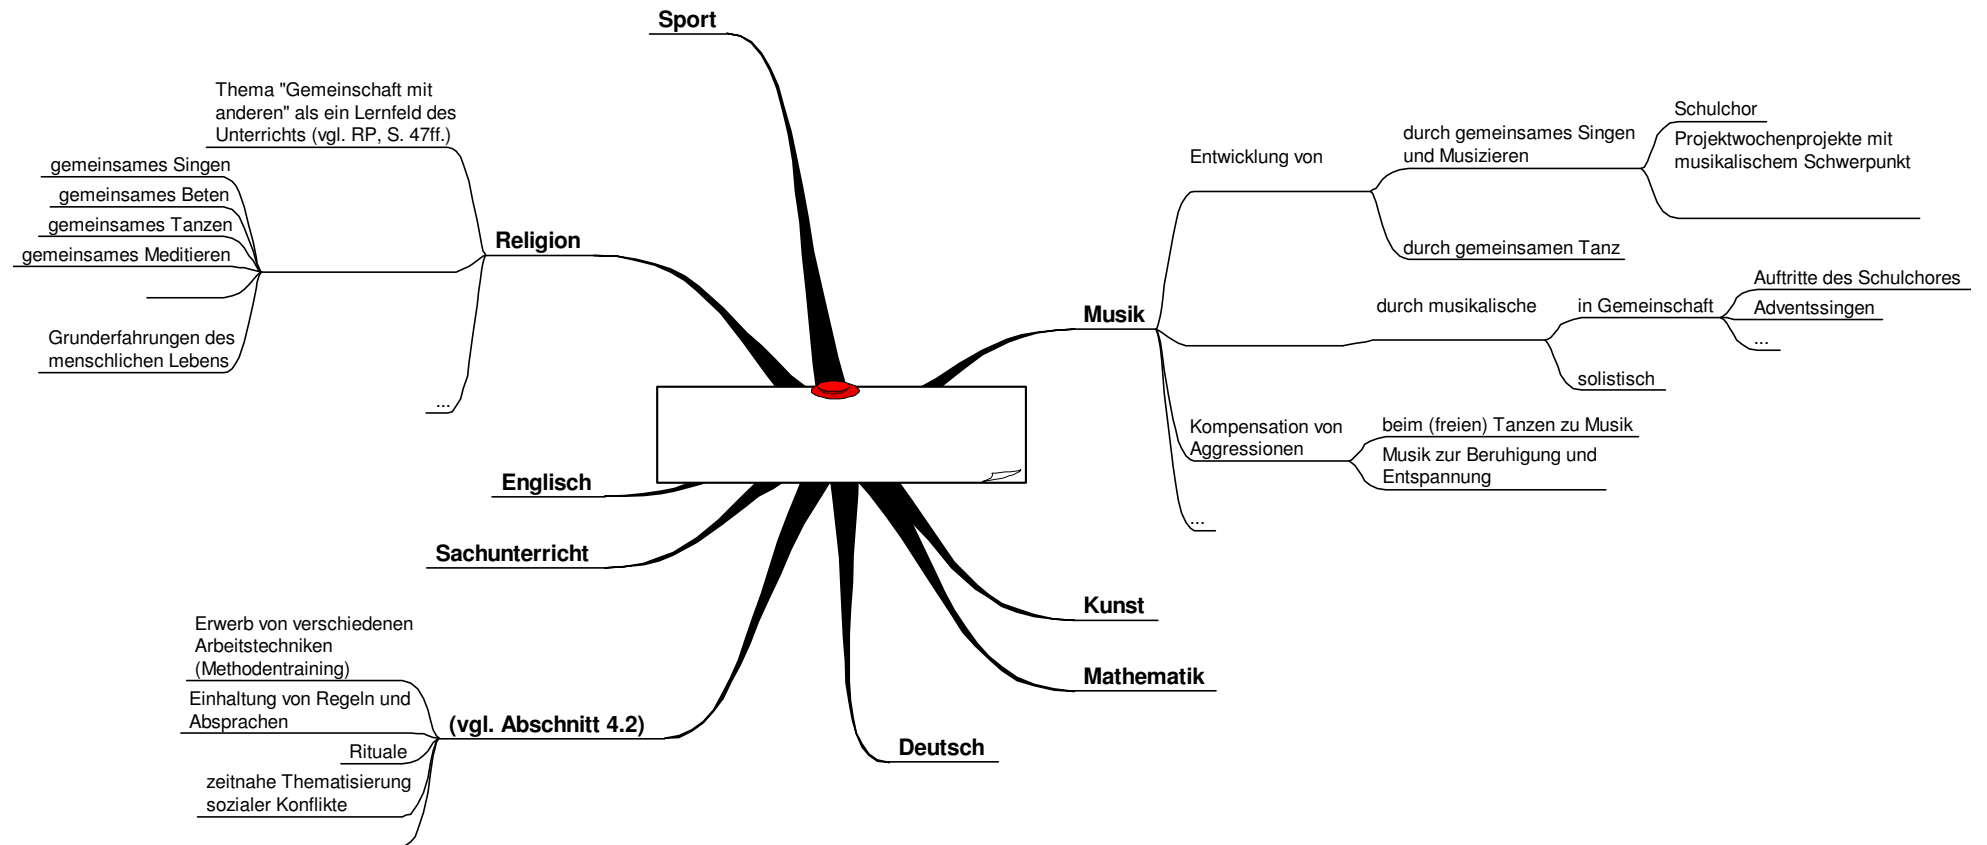 Sport
Thema "Gemeinschaft mit
anderen" als ein Lernfeld des
Unterrichts (vgl. RP, S. 47ff.)
gemeinsames Singen
gemeinsames Beten
gemeinsames Tanzen
gemeinsames Meditieren
Grunderfahrungen des
menschlichen Lebens
...
Religion
Musik
Entwicklung von
durch gemeinsames Singen
und Musizieren
Schulchor
Projektwochenprojekte mit
musikalischem Schwerpunkt
durch gemeinsamen Tanz
durch musikalische
in Gemeinschaft
Auftritte des Schulchores
Adventssingen
...
solistisch
Kompensation von
Aggressionen
beim (freien) Tanzen zu Musik
Musik zur Beruhigung und
Entspannung
...
Englisch
Sachunterricht
(vgl. Abschnitt 4.2)
Erwerb von verschiedenen
Arbeitstechniken
(Methodentraining)
Einhaltung von Regeln und
Absprachen
Rituale
zeitnahe Thematisierung
sozialer Konflikte
Kunst
Mathematik
Deutsch